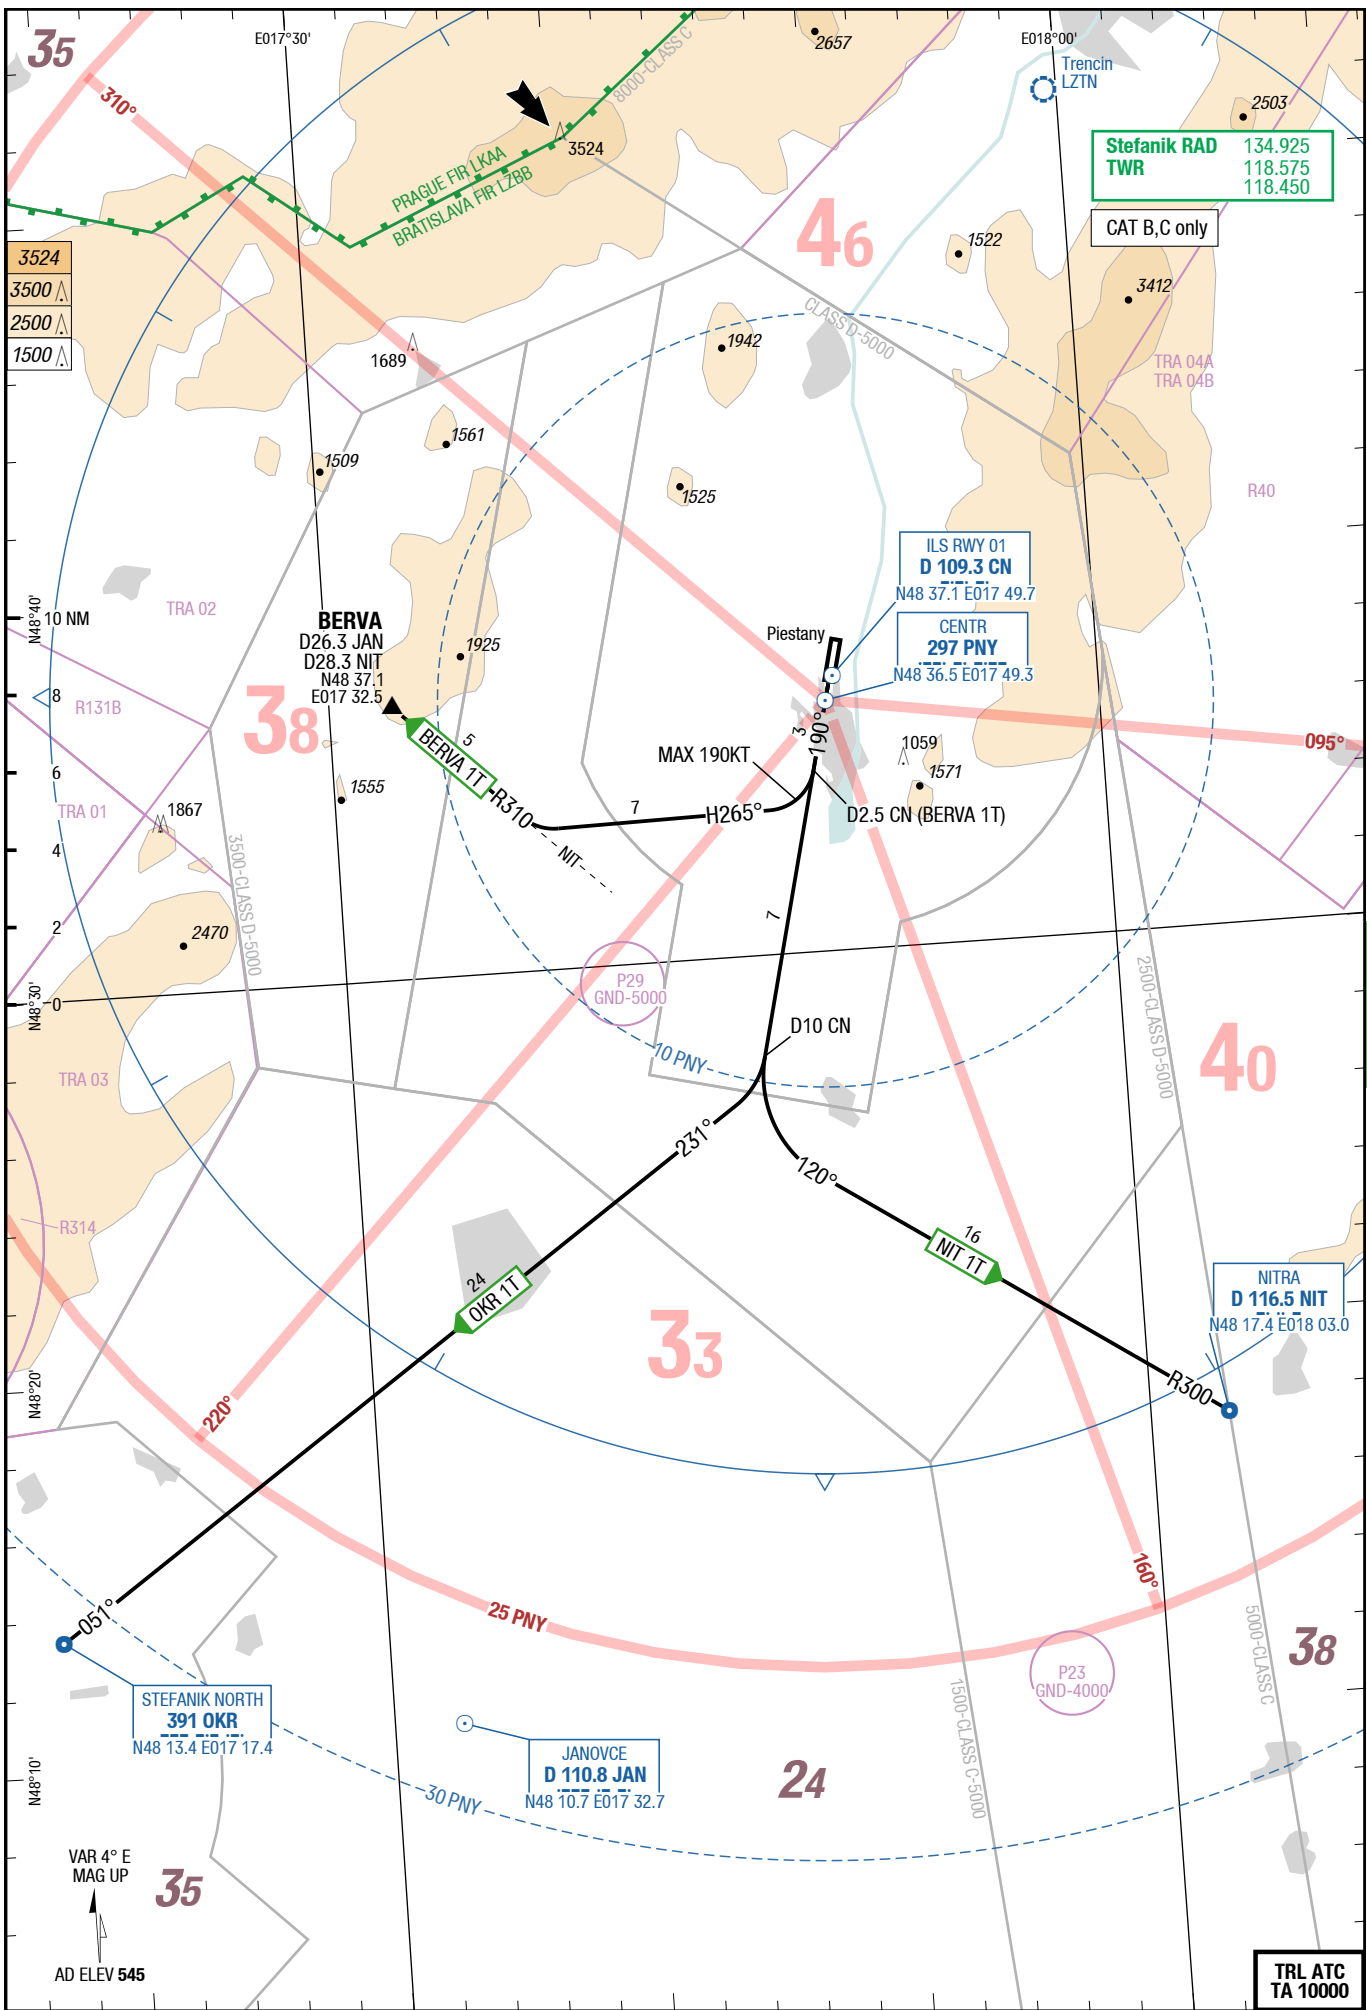 35
E017°30'
2657
E018°00'
Trencin
LZTN
310°
8000-CLASS C
2503
3524
PRAGUE FIR LKAA
BRATISLAVA FIR LZBB
Stefanik RAD 134.925
TWR 118.575
118.450
CAT B,C only
46
1522
3412
3524
3500
2500
1500
CLASS D-5000
1942
1689
TRA 04A
TRA 04B
1561
1509
1525
R40
ILS RWY 01
D 109.3 CN
N48 37.1 E017 49.7
N48°40'
10 NM
TRA 02
BERVA
D26.3 JAN
D28.3 NIT
N48 37.1
E017 32.5
1925
Piestany
CENTR
297 PNY
N48 36.5 E017 49.3
8
R131B
38
5
BERVA 1T
R310
3
190°
095°
MAX 190KT
1059
1571
6
1555
TRA 01
1867
7
H265°
D2.5 CN (BERVA 1T)
4
NIT
3500-CLASS D-5000
2
2470
7
P29
GND-5000
2500-CLASS D-5000
N48°30'
0
D10 CN
10 PNY
TRA 03
40
231°
120°
R314
16
NIT 1T
24
OKR 1T
NITRA
D 116.5 NIT
N48 17.4 E018 03.0
33
N48°20'
R300
220°
160°
051°
25 PNY
5000-CLASS C
38
P23
GND-4000
STEFANIK NORTH
391 OKR
N48 13.4 E017 17.4
1500-CLASS C-5000
JANOVCE
D 110.8 JAN
N48 10.7 E017 32.7
24
N48°10'
30 PNY
VAR 4° E
MAG UP
35
AD ELEV 545
TRL ATC
TA 10000